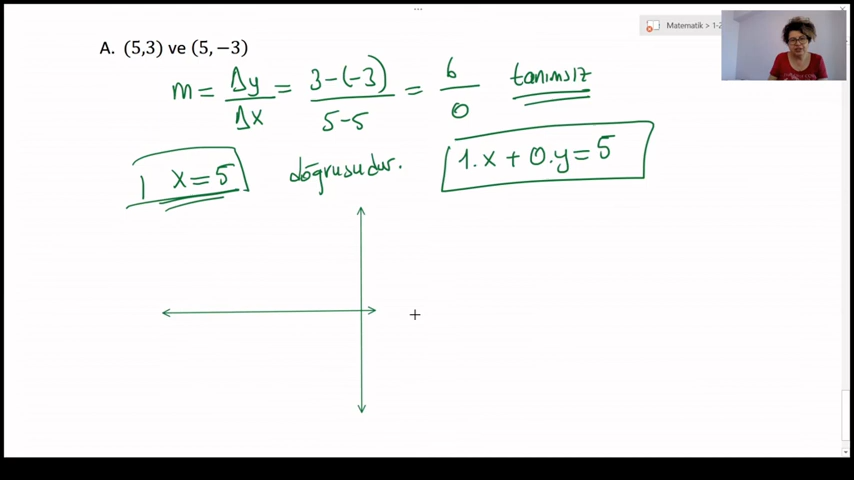 Matematik > 1-2
A. (5,3) ve (5, −3)
m = Δy/Δx = 3-(-3)/5-5 = 6/0 tanımsız
x = 5 doğrusudur. 1.x + 0.y = 5